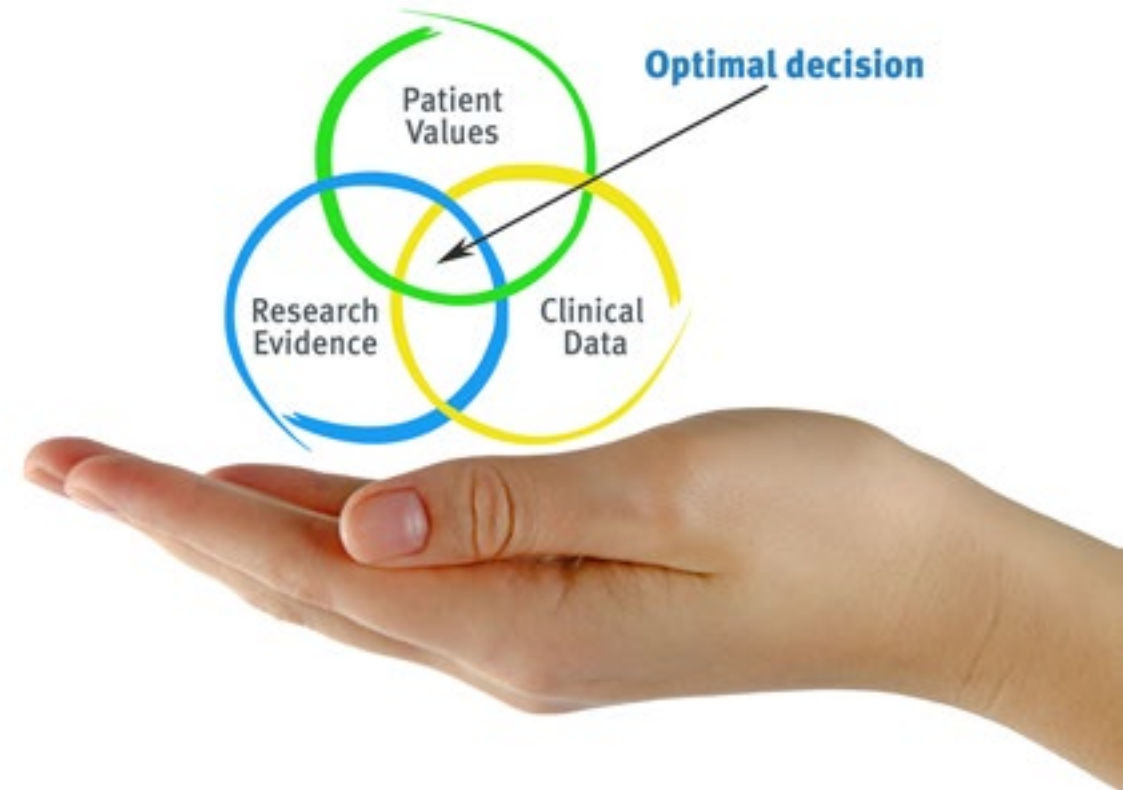 Optimal decision
Patient
Values
Research
Evidence
Clinical
Data